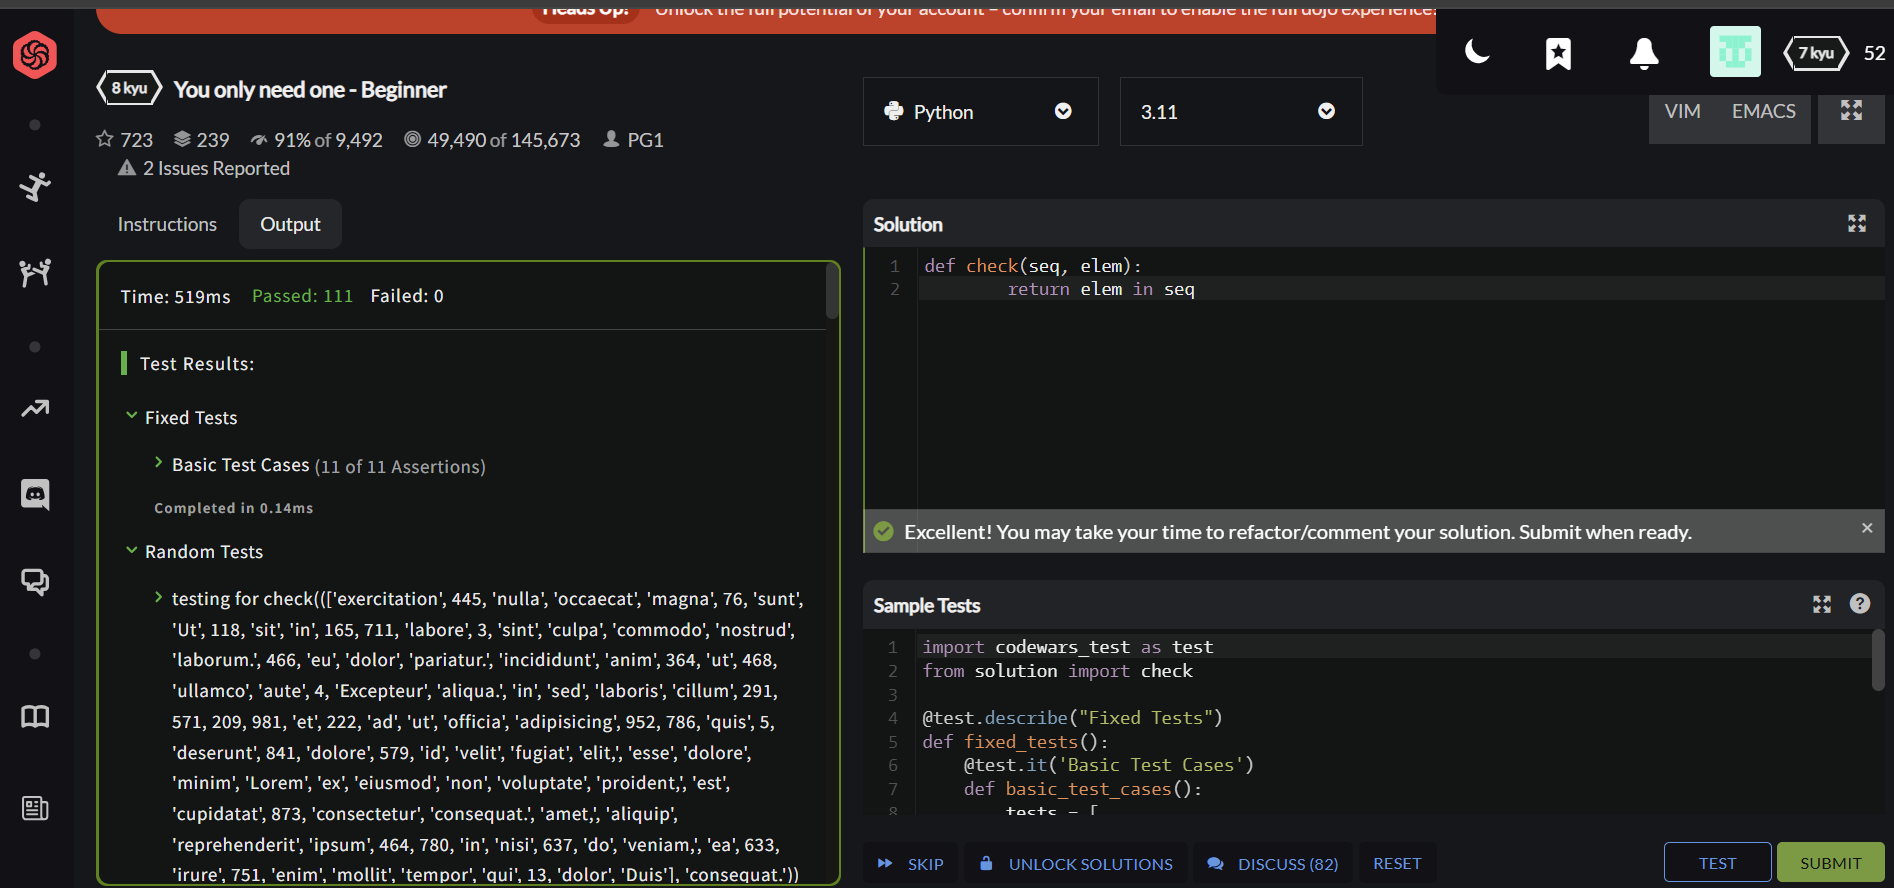 Heads Up! Unlock the full potential of your account – confirm your email to enable the full dojo experience!
7 kyu 52
8 kyu You only need one - Beginner
723 239 91% of 9,492 49,490 of 145,673 PG1
2 Issues Reported
Python
3.11
VIM EMACS
Instructions Output
Time: 519ms Passed: 111 Failed: 0
Test Results:
Fixed Tests
Basic Test Cases (11 of 11 Assertions)
Completed in 0.14ms
Random Tests
testing for check((['exercitation', 445, 'nulla', 'occaecat', 'magna', 76, 'sunt',
'Ut', 118, 'sit', 'in', 165, 711, 'labore', 3, 'sint', 'culpa', 'commodo', 'nostrud',
'laborum.', 466, 'eu', 'dolor', 'pariatur.', 'incididunt', 'anim', 364, 'ut', 468,
'ullamco', 'aute', 4, 'Excepteur', 'aliqua.', 'in', 'sed', 'laboris', 'cillum', 291,
571, 209, 981, 'et', 222, 'ad', 'ut', 'officia', 'adipisicing', 952, 786, 'quis', 5,
'deserunt', 841, 'dolore', 579, 'id', 'velit', 'fugiat', 'elit,, 'esse', 'dolore',
'minim', 'Lorem', 'ex', 'eiusmod', 'non', 'voluptate', 'proident,, 'est',
'cupidatat', 873, 'consectetur', 'consequat.', 'amet,, 'aliquip',
'reprehenderit', 'ipsum', 464, 780, 'in', 'nisi', 637, 'do', 'veniam,, 'ea', 633,
'irure', 751, 'enim', 'mollit', 'tempor', 'qui', 13, 'dolor', 'Duis'], 'consequat.'))
Solution
1 def check(seq, elem):
2 return elem in seq
Excellent! You may take your time to refactor/comment your solution. Submit when ready.
Sample Tests
1 import codewars_test as test
2 from solution import check
3
4 @test.describe("Fixed Tests")
5 def fixed_tests():
6 @test.it('Basic Test Cases')
7 def basic_test_cases():
8 tests = [
SKIP UNLOCK SOLUTIONS DISCUSS (82) RESET TEST SUBMIT